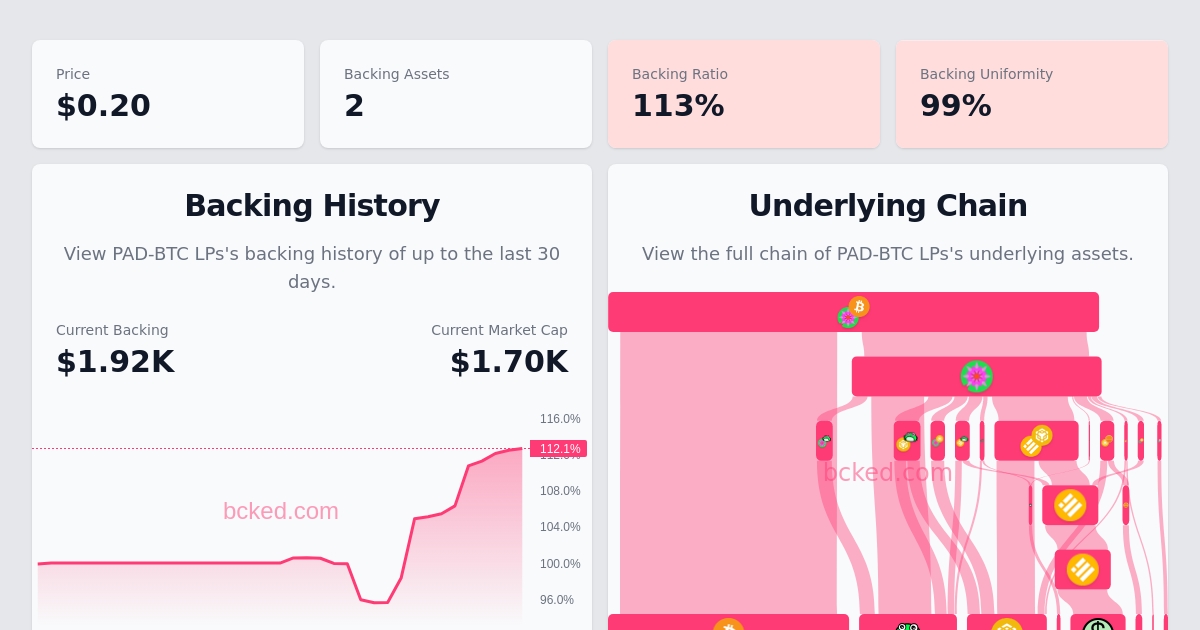 Price
$0.20
Backing Assets
2
Backing Ratio
113%
Backing Uniformity
99%
Backing History
View PAD-BTC LPs's backing history of up to the last 30
days.
Current Backing
$1.92K
Current Market Cap
$1.70K
116.0%
112.1%
108.0%
104.0%
100.0%
96.0%
bcked.com
Underlying Chain
View the full chain of PAD-BTC LPs's underlying assets.
bcked.com